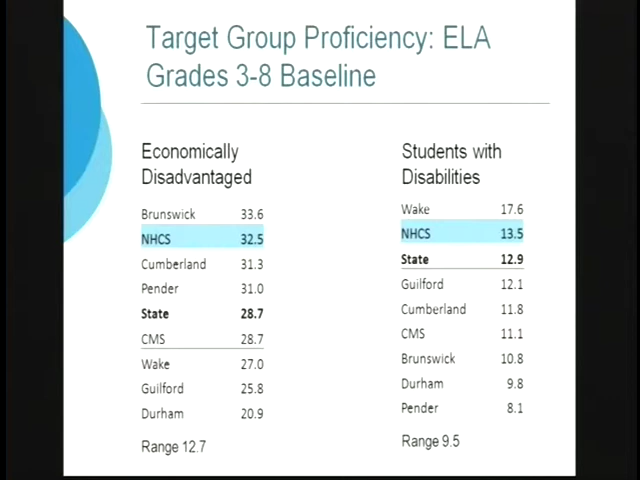 Target Group Proficiency: ELA
Grades 3-8 Baseline
Economically
Disadvantaged
Brunswick 33.6
NHCS 32.5
Cumberland 31.3
Pender 31.0
State 28.7
CMS 28.7
Wake 27.0
Guilford 25.8
Durham 20.9
Range 12.7
Students with
Disabilities
Wake 17.6
NHCS 13.5
State 12.9
Guilford 12.1
Cumberland 11.8
CMS 11.1
Brunswick 10.8
Durham 9.8
Pender 8.1
Range 9.5